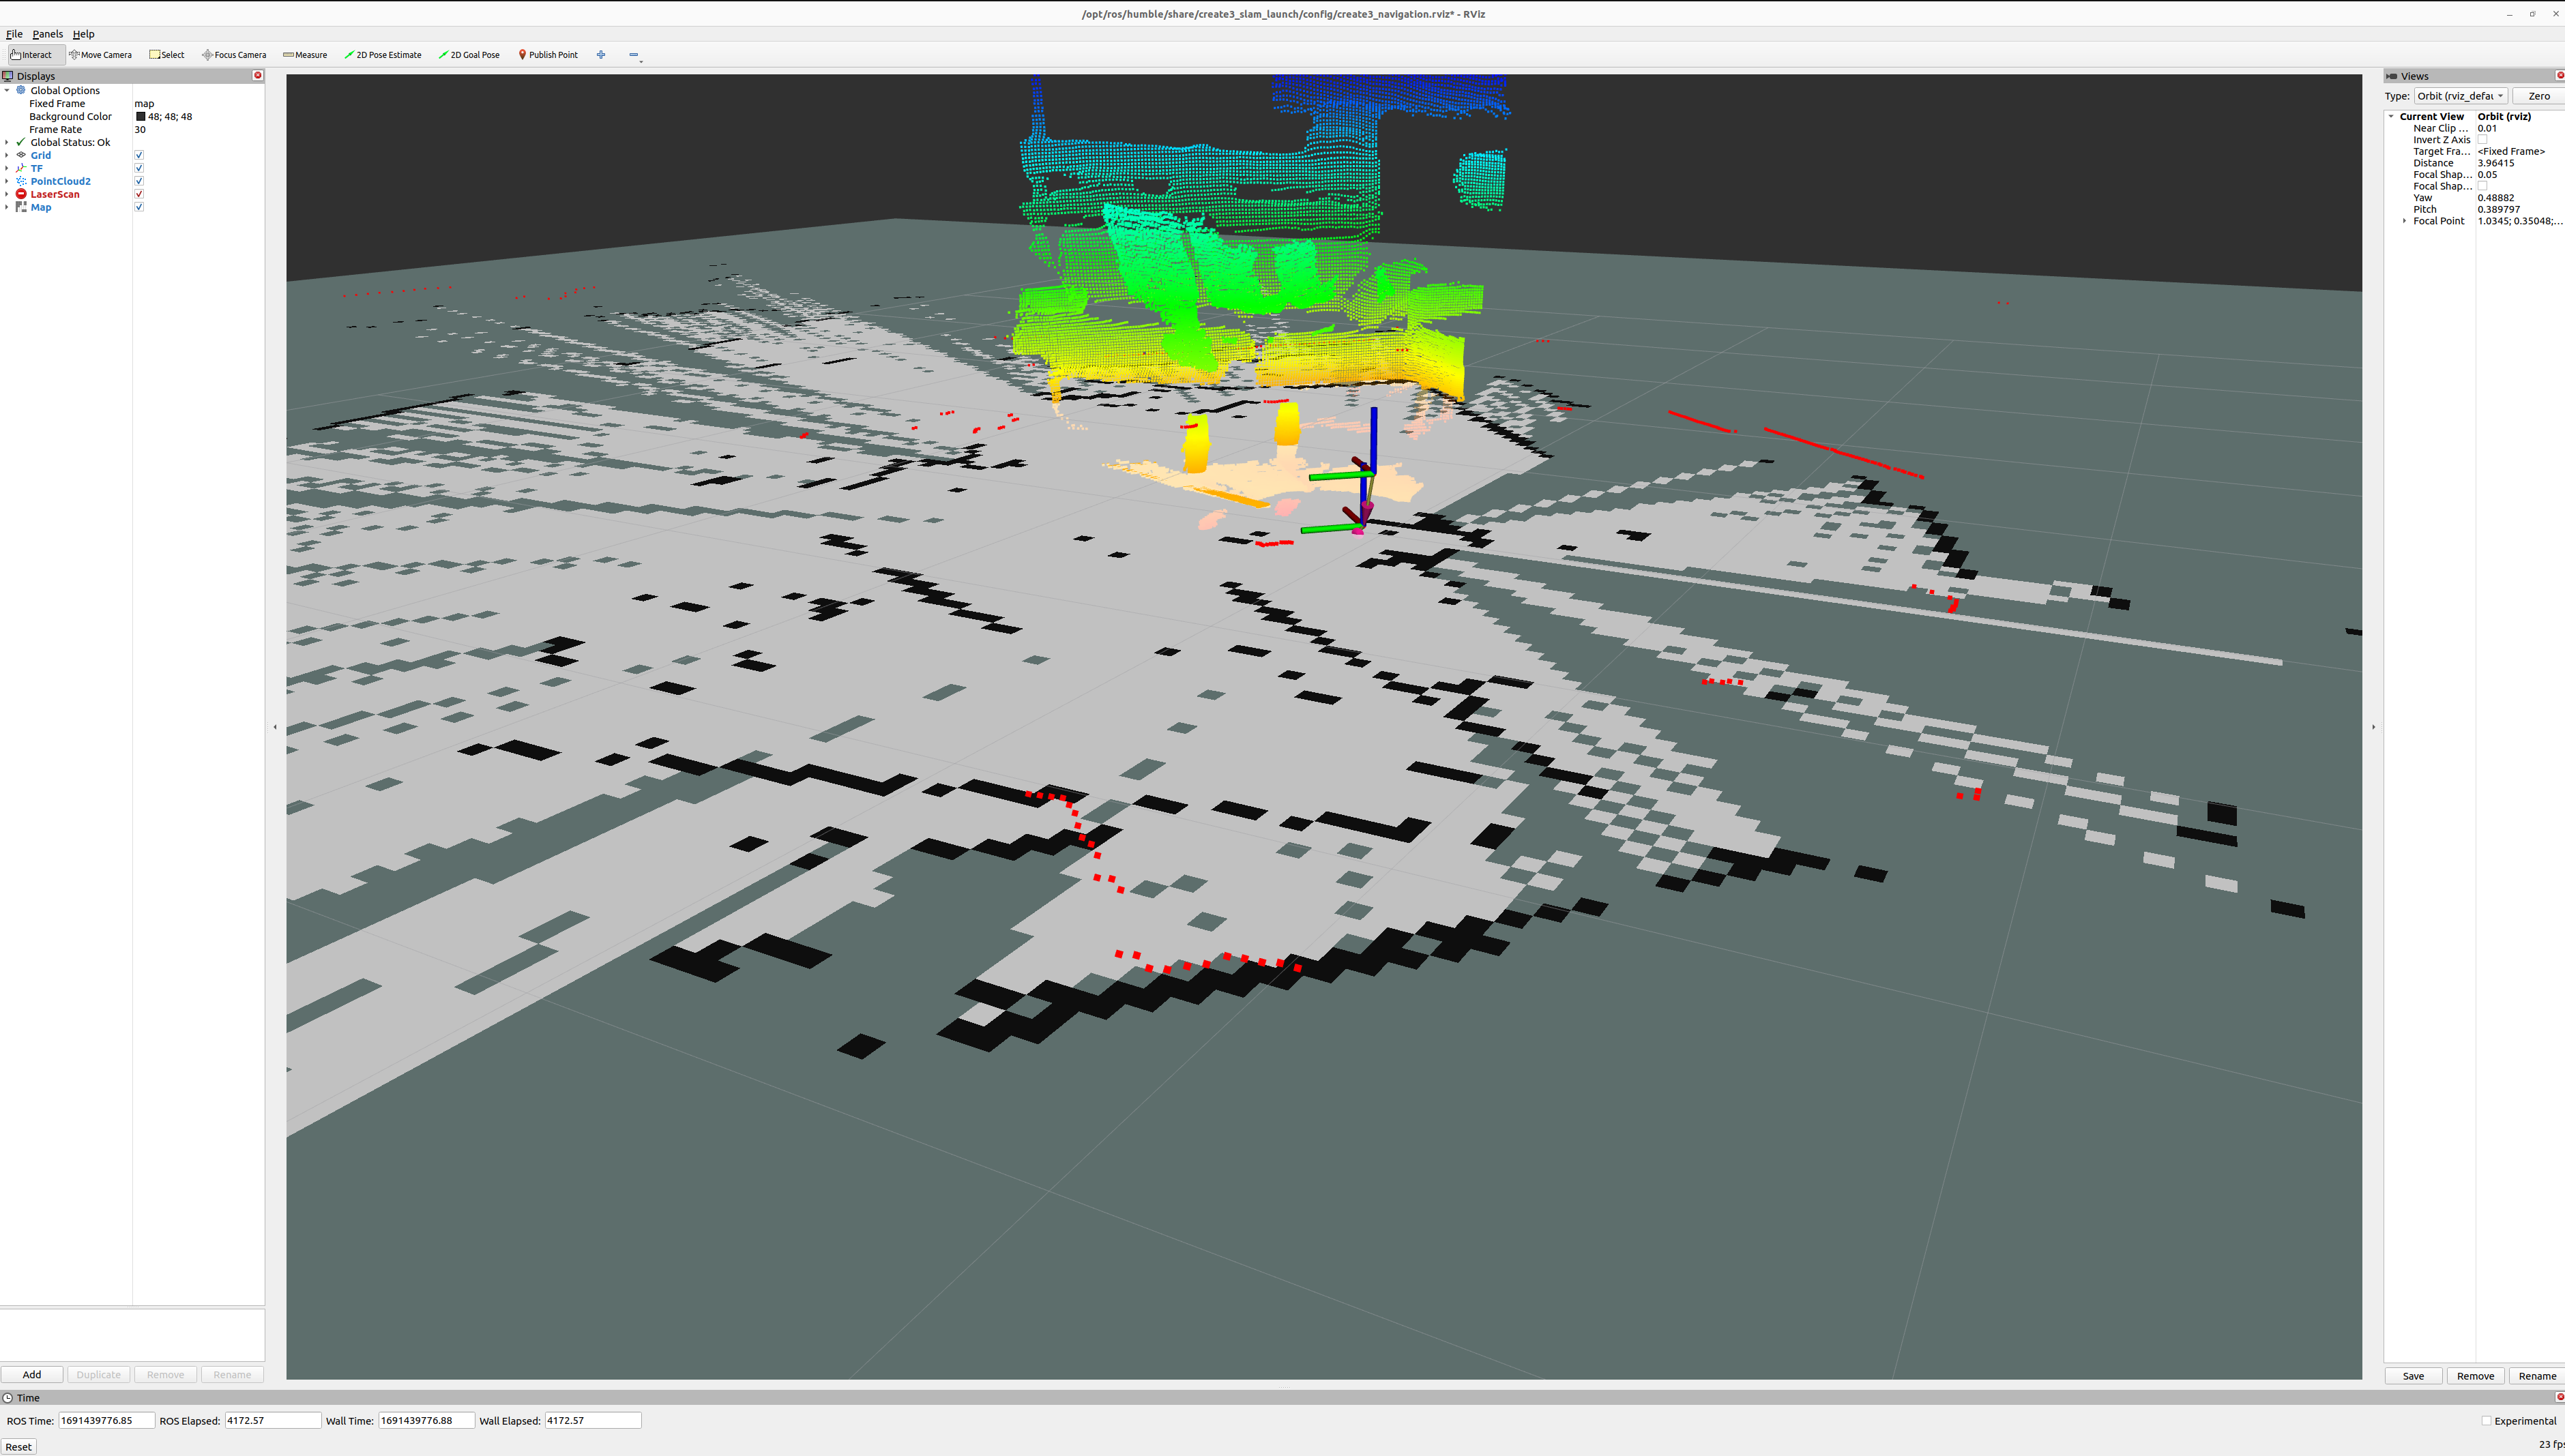 /opt/ros/humble/share/create3_slam_launch/config/create3_navigation.rviz* - RViz
File Panels Help
Interact Move Camera Select Focus Camera Measure 2D Pose Estimate 2D Goal Pose Publish Point
Displays
Global Options
Fixed Frame map
Background Color 48; 48; 48
Frame Rate 30
Global Status: Ok
Grid
TF
PointCloud2
LaserScan
Map
Add Duplicate Remove Rename
Views
Type: Orbit (rviz_defau Zero
Current View Orbit (rviz)
Near Clip ... 0.01
Invert Z Axis
Target Fra... <Fixed Frame>
Distance 3.96415
Focal Shap... 0.05
Focal Shap...
Yaw 0.48882
Pitch 0.389797
Focal Point 1.0345; 0.35048;...
Save Remove Rename
Time
ROS Time: 1691439776.85 ROS Elapsed: 4172.57 Wall Time: 1691439776.88 Wall Elapsed: 4172.57
Experimental
Reset
23 fps